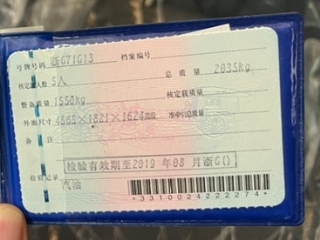 号牌号码 浙G71G13 档案编号
核定载人数 5人 总 质 量 2035kg
整备质量 1550kg 核定载质量
外廓尺寸 4565×1821×1624mm 准牵引总质量
备 注
检验有效期至2019 年 08 月浙G()
检验记录
汽油
*3310024222274*